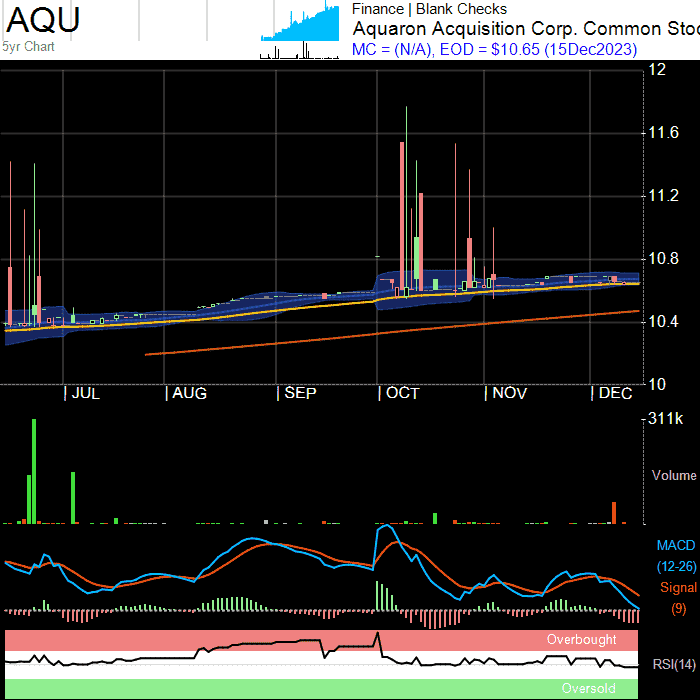 AQU
5yr Chart
Finance | Blank Checks
Aquaron Acquisition Corp. Common Stoc
MC = (N/A), EOD = $10.65 (15Dec2023)
12
11.6
11.2
10.8
10.4
10
| JUL | AUG | SEP | OCT | NOV | DEC
311k
Volume
MACD
(12-26)
Signal
(9)
Overbought
RSI(14)
Oversold